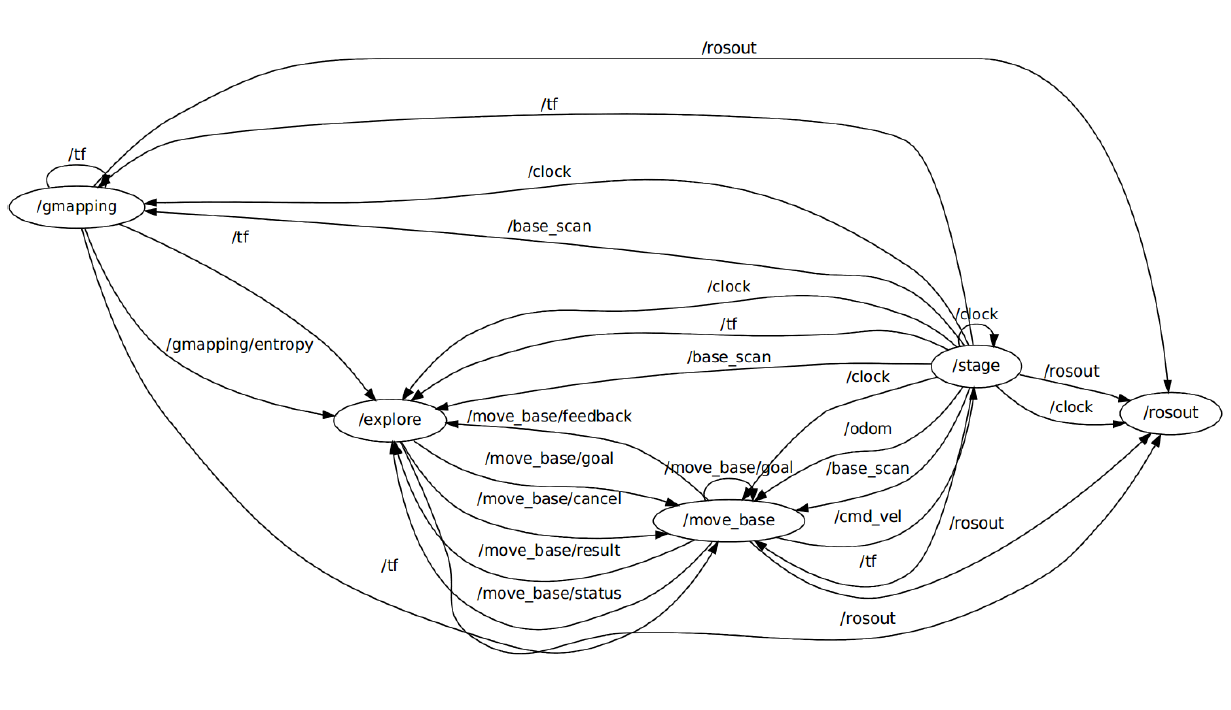 /rosout
/tf
/tf
/clock
/gmapping
/base_scan
/tf
/clock
/clock
/tf
/gmapping/entropy
/base_scan
/stage
/rosout
/clock
/clock
/explore
/move_base/feedback
/rosout
/odom
/move_base/goal
/move_base/goal
/base_scan
/move_base/cancel
/cmd_vel
/move_base
/rosout
/move_base/result
/tf
/tf
/move_base/status
/rosout